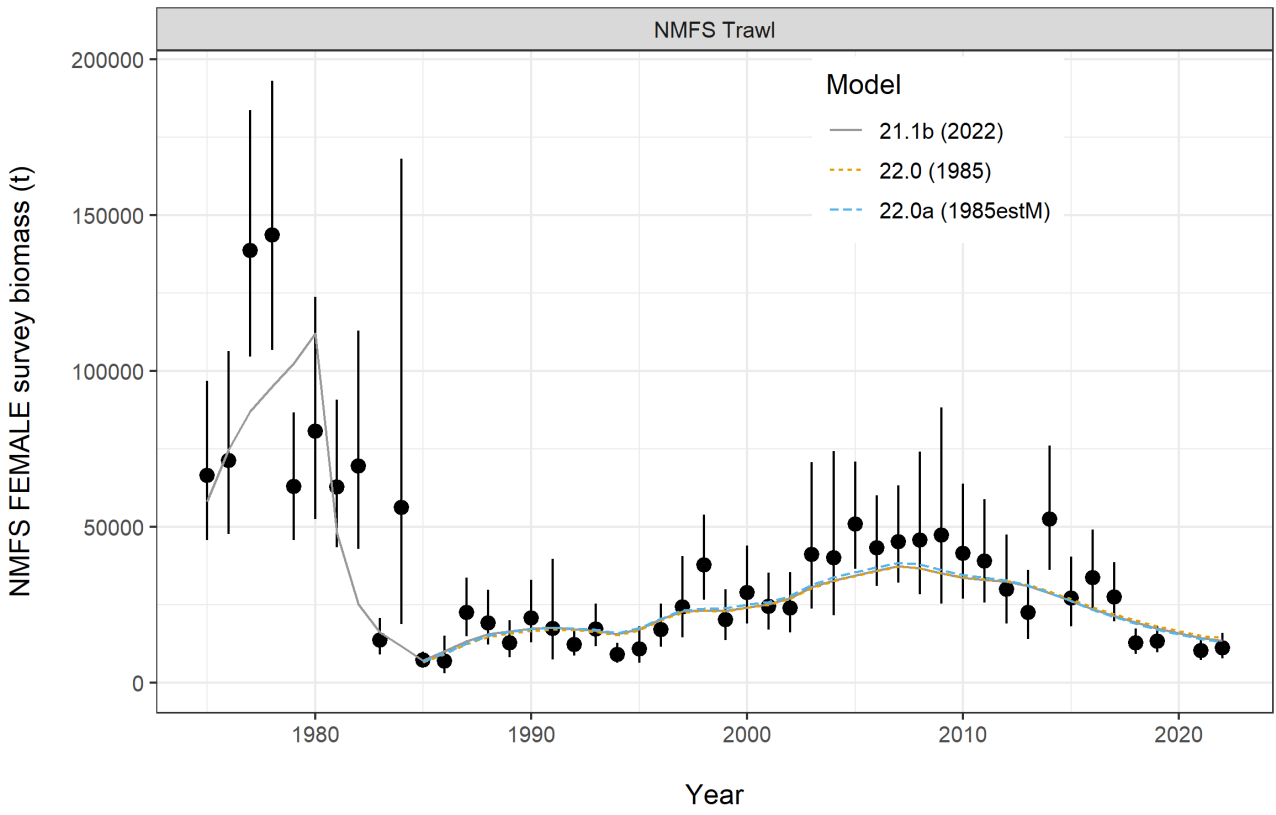 NMFS Trawl
NMFS FEMALE survey biomass (t)
200000
150000
100000
50000
0
Model
21.1b (2022)
22.0 (1985)
22.0a (1985estM)
1980
1990
2000
2010
2020
Year